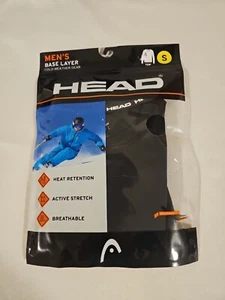 MEN'S
BASE LAYER
COLD WEATHER GEAR
S
HEAD
HEAD
HEAT RETENTION
ACTIVE STRETCH
BREATHABLE